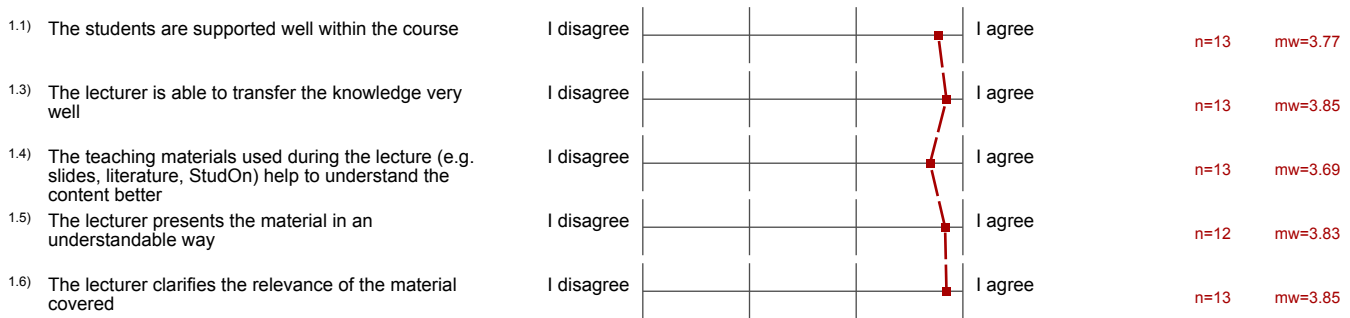 1.1) The students are supported well within the course I disagree I agree n=13 mw=3.77
1.3) The lecturer is able to transfer the knowledge very
well I disagree I agree n=13 mw=3.85
1.4) The teaching materials used during the lecture (e.g.
slides, literature, StudOn) help to understand the
content better I disagree I agree n=13 mw=3.69
1.5) The lecturer presents the material in an
understandable way I disagree I agree n=12 mw=3.83
1.6) The lecturer clarifies the relevance of the material
covered I disagree I agree n=13 mw=3.85